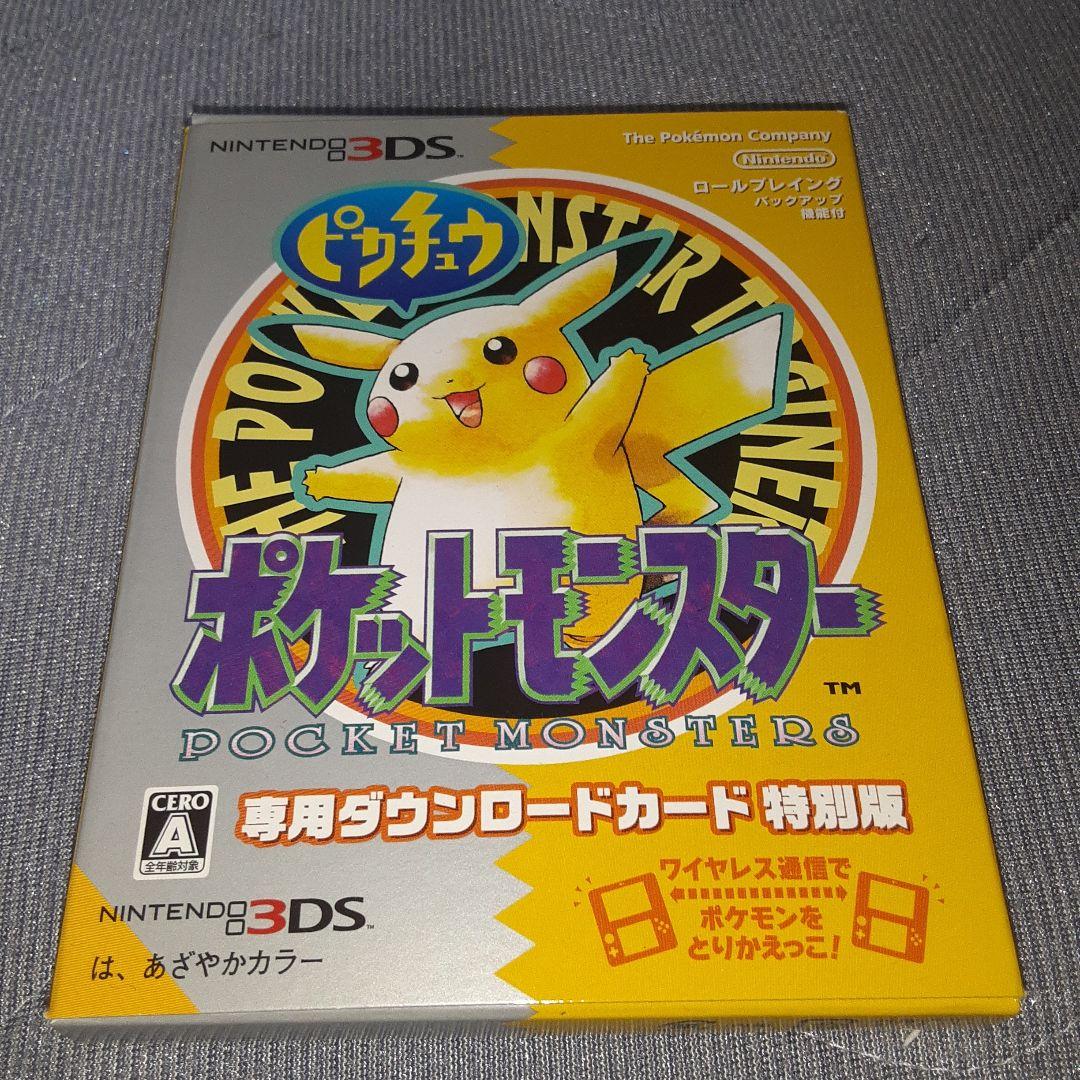 NINTENDO 3DS™
The Pokémon Company
Nintendo
ロールプレイング
バックアップ
機能付
ピカチュウ
ポケットモンスター
TM
POCKET MONSTERS
CERO
A
全年齢対象
専用ダウンロードカード 特別版
ワイヤレス通信で
ポケモンを
とりかえっこ!
NINTENDO 3DS™
は、あざやかカラー